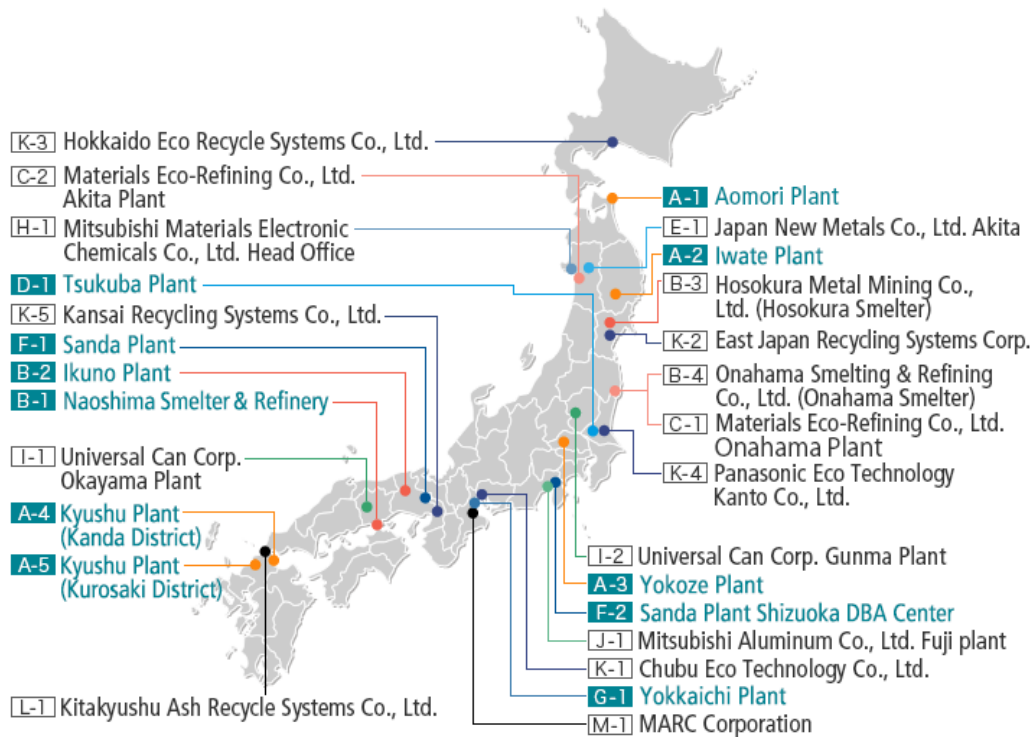 K-3 Hokkaido Eco Recycle Systems Co., Ltd.
C-2 Materials Eco-Refining Co., Ltd.
Akita Plant
H-1 Mitsubishi Materials Electronic
Chemicals Co., Ltd. Head Office
D-1 Tsukuba Plant
K-5 Kansai Recycling Systems Co., Ltd.
F-1 Sanda Plant
B-2 Ikuno Plant
B-1 Naoshima Smelter & Refinery
I-1 Universal Can Corp.
Okayama Plant
A-4 Kyushu Plant
(Kanda District)
A-5 Kyushu Plant
(Kurosaki District)
L-1 Kitakyushu Ash Recycle Systems Co., Ltd.
A-1 Aomori Plant
E-1 Japan New Metals Co., Ltd. Akita
A-2 Iwate Plant
B-3 Hosokura Metal Mining Co.,
Ltd. (Hosokura Smelter)
K-2 East Japan Recycling Systems Corp.
B-4 Onahama Smelting & Refining
Co., Ltd. (Onahama Smelter)
C-1 Materials Eco-Refining Co., Ltd.
Onahama Plant
K-4 Panasonic Eco Technology
Kanto Co., Ltd.
I-2 Universal Can Corp. Gunma Plant
A-3 Yokoze Plant
F-2 Sanda Plant Shizuoka DBA Center
J-1 Mitsubishi Aluminum Co., Ltd. Fuji plant
K-1 Chubu Eco Technology Co., Ltd.
G-1 Yokkaichi Plant
M-1 MARC Corporation